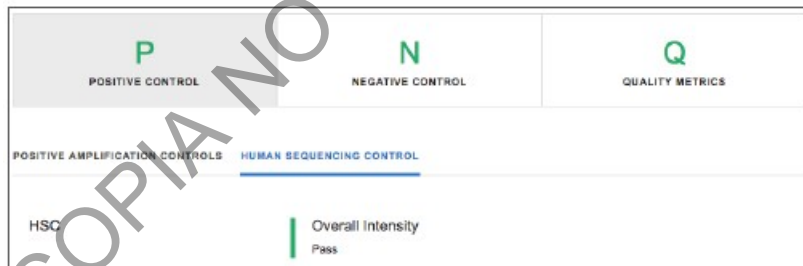 P N Q
POSITIVE CONTROL NEGATIVE CONTROL QUALITY METRICS
POSITIVE AMPLIFICATION CONTROLS HUMAN SEQUENCING CONTROL
HSC Overall Intensity
Pass
COPIA NO